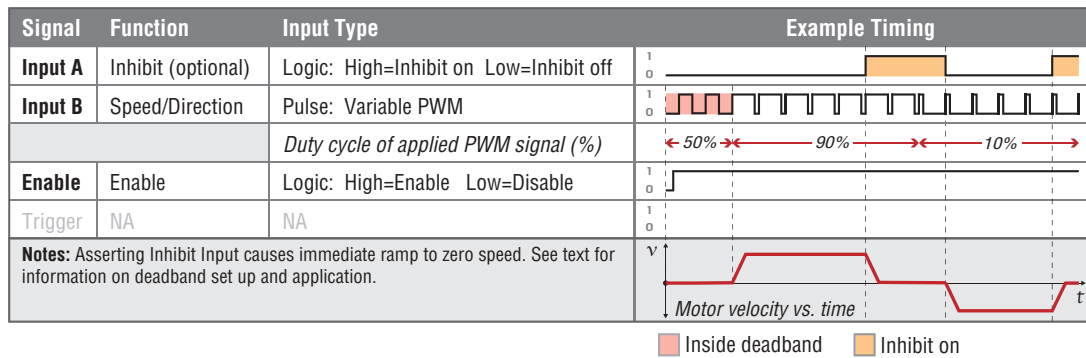 Signal Function Input Type Example Timing
Input A Inhibit (optional) Logic: High=Inhibit on Low=Inhibit off 1
0
Input B Speed/Direction Pulse: Variable PWM 1
0
Duty cycle of applied PWM signal (%) 50% 90% 10%
Enable Enable Logic: High=Enable Low=Disable 1
0
Trigger NA NA 1
0
Notes: Asserting Inhibit Input causes immediate ramp to zero speed. See text for
information on deadband set up and application.
v
t
Motor velocity vs. time
Inside deadband Inhibit on